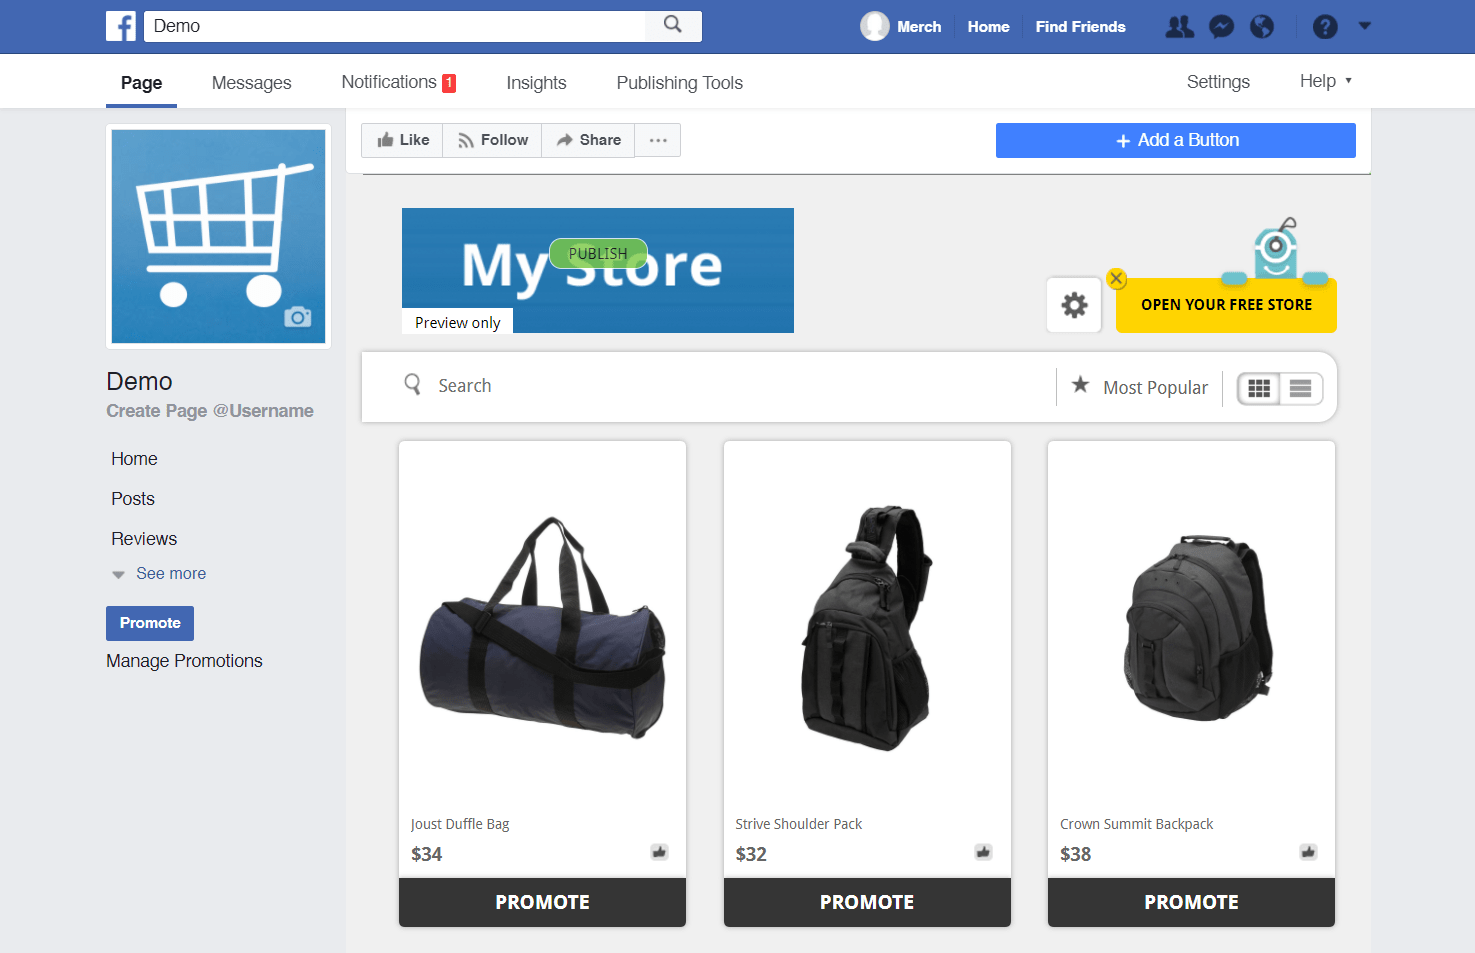 f Demo Merch Home Find Friends ?
Page Messages Notifications 1 Insights Publishing Tools Settings Help
Like Follow Share ... + Add a Button
My Store
PUBLISH
Preview only
OPEN YOUR FREE STORE
Demo
Create Page @Username
Home
Posts
Reviews
See more
Promote
Manage Promotions
Search Most Popular
Joust Duffle Bag
$34
PROMOTE
Strive Shoulder Pack
$32
PROMOTE
Crown Summit Backpack
$38
PROMOTE